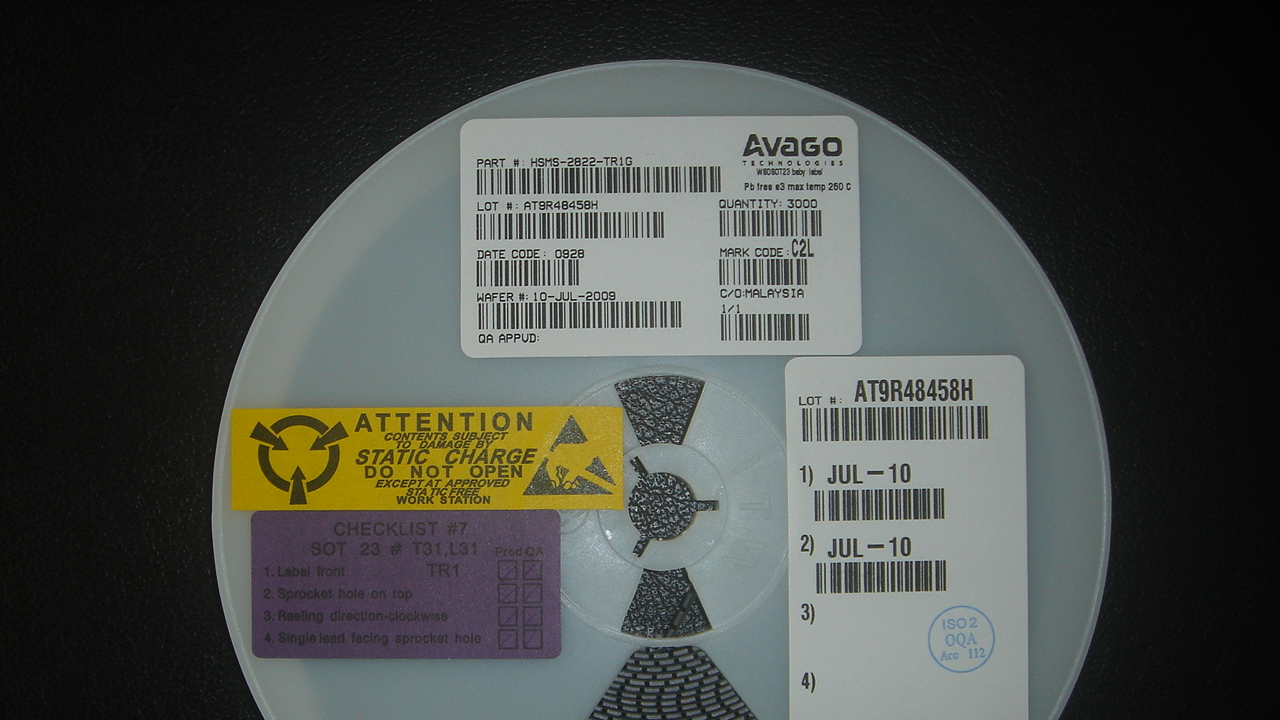 AVAGO
TECHNOLOGIES
WSOSOT23 baby label
Pb free e3 max temp 260 C
PART #: HSMS-2822-TR1G
LOT #: AT9R48458H
QUANTITY: 3000
DATE CODE: 0928
MARK CODE: C2L
WAFER #: 10-JUL-2009
C/O:MALAYSIA
1/1
QA APPVD:
LOT #: AT9R48458H
1) JUL-10
2) JUL-10
3)
ISO2
OQA
Acc 112
4)
ATTENTION
CONTENTS SUBJECT
TO DAMAGE BY
STATIC CHARGE
DO NOT OPEN
EXCEPT AT APPROVED
STATIC FREE
WORK STATION
CHECKLIST #7
SOT 23 # T31,L31
Prod QA
1. Label front TR1
2. Sprocket hole on top
3. Reeling direction-clockwise
4. Single lead facing sprocket hole